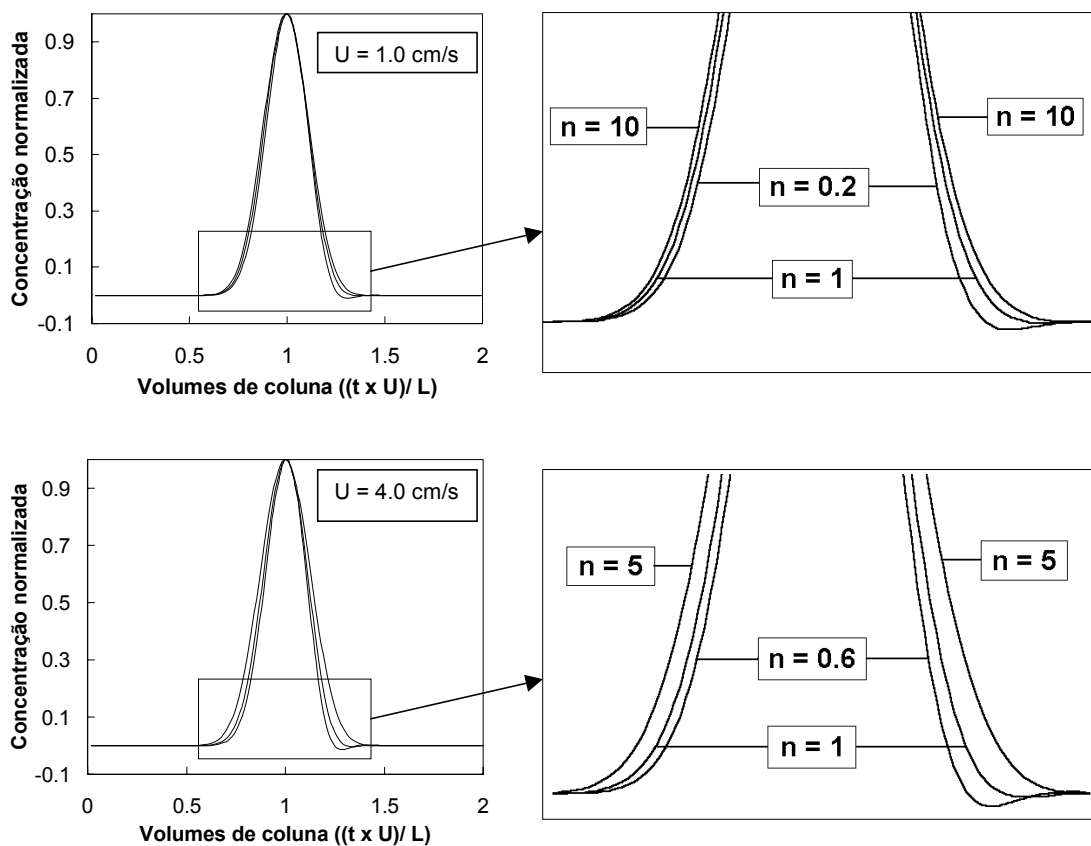 Concentração normalizada
0.9
0.7
0.5
0.3
0.1
-0.1
0 0.5 1 1.5 2
Volumes de coluna ((t x U)/ L)
U = 1.0 cm/s
n = 10
n = 10
n = 0.2
n = 1
Concentração normalizada
0.9
0.7
0.5
0.3
0.1
-0.1
0 0.5 1 1.5 2
Volumes de coluna ((t x U)/ L)
U = 4.0 cm/s
n = 5
n = 5
n = 0.6
n = 1